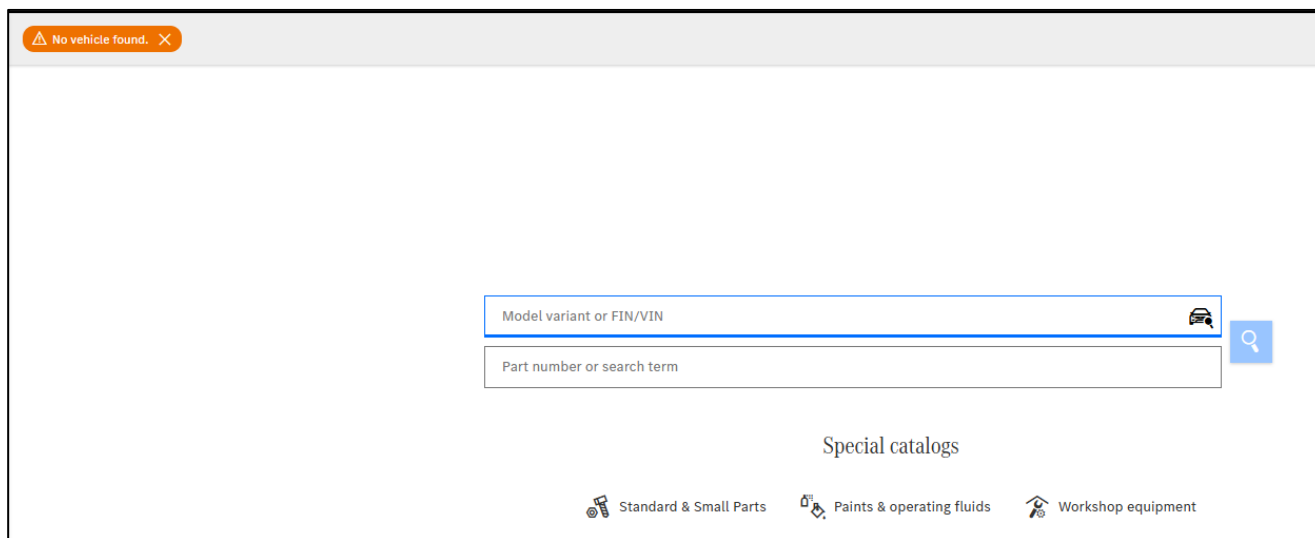 No vehicle found.
Model variant or FIN/VIN
Part number or search term
Special catalogs
Standard & Small Parts Paints & operating fluids Workshop equipment